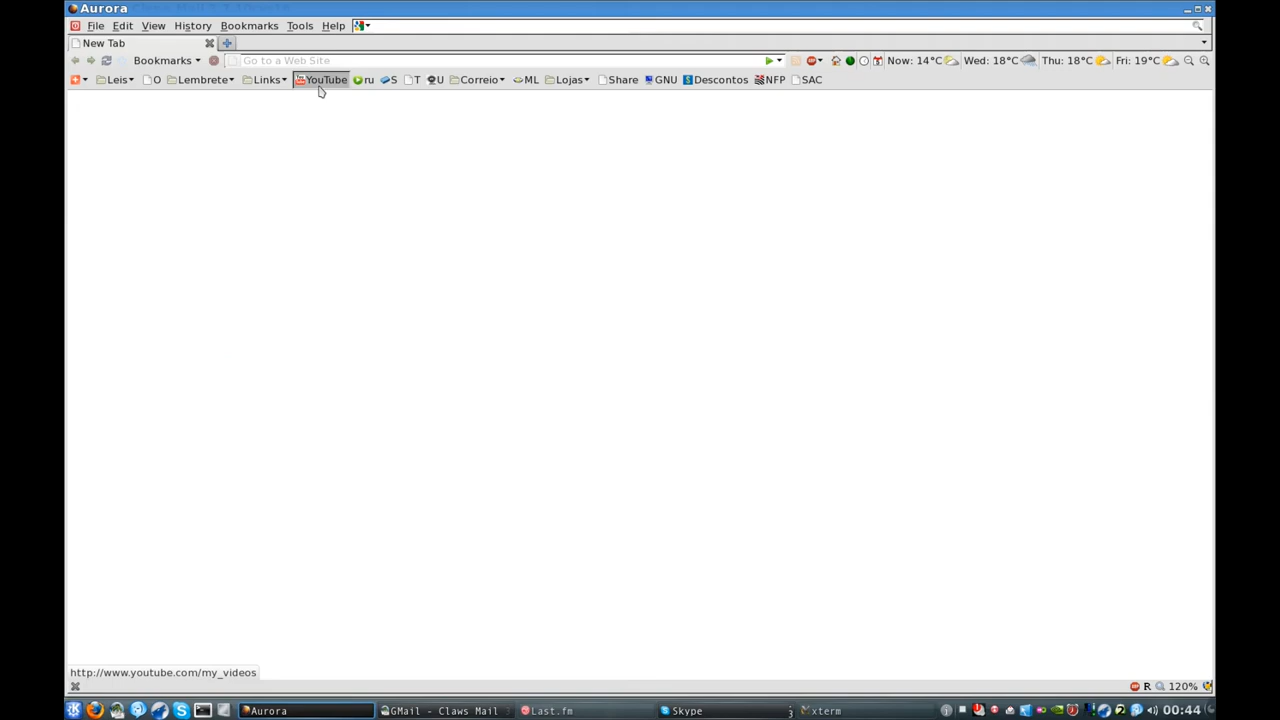 Aurora
File Edit View History Bookmarks Tools Help
New Tab
Bookmarks Go to a Web Site Now: 14°C Wed: 18°C Thu: 18°C Fri: 19°C
Leis O Lembrete Links YouTube ru S T U Correio ML Lojas Share GNU Descontos NFP SAC
http://www.youtube.com/my_videos
R 120%
Aurora GMail - Claws Mail Last.fm Skype 3 xterm 00:44